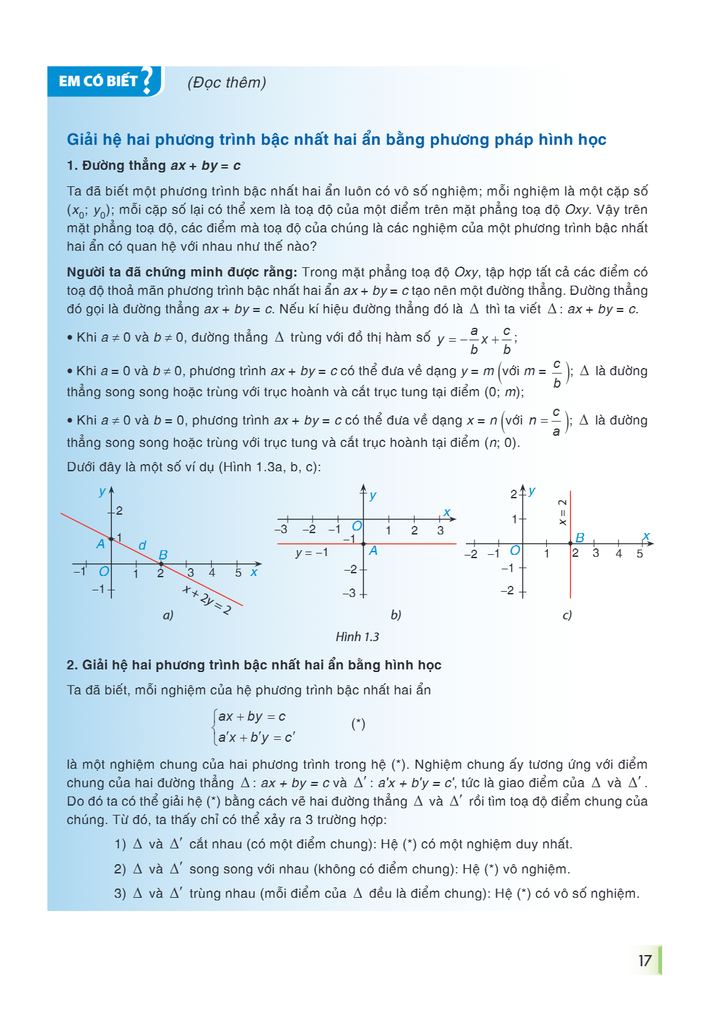 EM CÓ BIẾT?
(Đọc thêm)
Giải hệ hai phương trình bậc nhất hai ẩn bằng phương pháp hình học
1. Đường thẳng ax + by = c
Ta đã biết một phương trình bậc nhất hai ẩn luôn có vô số nghiệm; mỗi nghiệm là một cặp số
(x₀; y₀); mỗi cặp số lại có thể xem là toạ độ của một điểm trên mặt phẳng toạ độ Oxy. Vậy trên
mặt phẳng toạ độ, các điểm mà toạ độ của chúng là các nghiệm của một phương trình bậc nhất
hai ẩn có quan hệ với nhau như thế nào?
Người ta đã chứng minh được rằng: Trong mặt phẳng toạ độ Oxy, tập hợp tất cả các điểm có
toạ độ thoả mãn phương trình bậc nhất hai ẩn ax + by = c tạo nên một đường thẳng. Đường thẳng
đó gọi là đường thẳng ax + by = c. Nếu kí hiệu đường thẳng đó là Δ thì ta viết Δ : ax + by = c.
• Khi a ≠ 0 và b ≠ 0, đường thẳng Δ trùng với đồ thị hàm số y = −a/b x + c/b;
• Khi a = 0 và b ≠ 0, phương trình ax + by = c có thể đưa về dạng y = m (với m = c/b); Δ là đường
thẳng song song hoặc trùng với trục hoành và cắt trục tung tại điểm (0; m);
• Khi a ≠ 0 và b = 0, phương trình ax + by = c có thể đưa về dạng x = n (với n = c/a); Δ là đường
thẳng song song hoặc trùng với trục tung và cắt trục hoành tại điểm (n; 0).
Dưới đây là một số ví dụ (Hình 1.3a, b, c):
y
2
A 1 d
B
−1 O 1 2 3 4 5 x
−1
x + 2y = 2
a)
y
x
−3 −2 −1 O 1 2 3
−1
y = −1 A
−2
−3
b)
2 y
x = 2
1
B x
−2 −1 O 1 2 3 4 5
−1
−2
c)
Hình 1.3
2. Giải hệ hai phương trình bậc nhất hai ẩn bằng hình học
Ta đã biết, mỗi nghiệm của hệ phương trình bậc nhất hai ẩn
{ax + by = c
a′x + b′y = c′ (*)
là một nghiệm chung của hai phương trình trong hệ (*). Nghiệm chung ấy tương ứng với điểm
chung của hai đường thẳng Δ : ax + by = c và Δ′ : a'x + b'y = c', tức là giao điểm của Δ và Δ′ .
Do đó ta có thể giải hệ (*) bằng cách vẽ hai đường thẳng Δ và Δ′ rồi tìm toạ độ điểm chung của
chúng. Từ đó, ta thấy chỉ có thể xảy ra 3 trường hợp:
1) Δ và Δ′ cắt nhau (có một điểm chung): Hệ (*) có một nghiệm duy nhất.
2) Δ và Δ′ song song với nhau (không có điểm chung): Hệ (*) vô nghiệm.
3) Δ và Δ′ trùng nhau (mỗi điểm của Δ đều là điểm chung): Hệ (*) có vô số nghiệm.
17